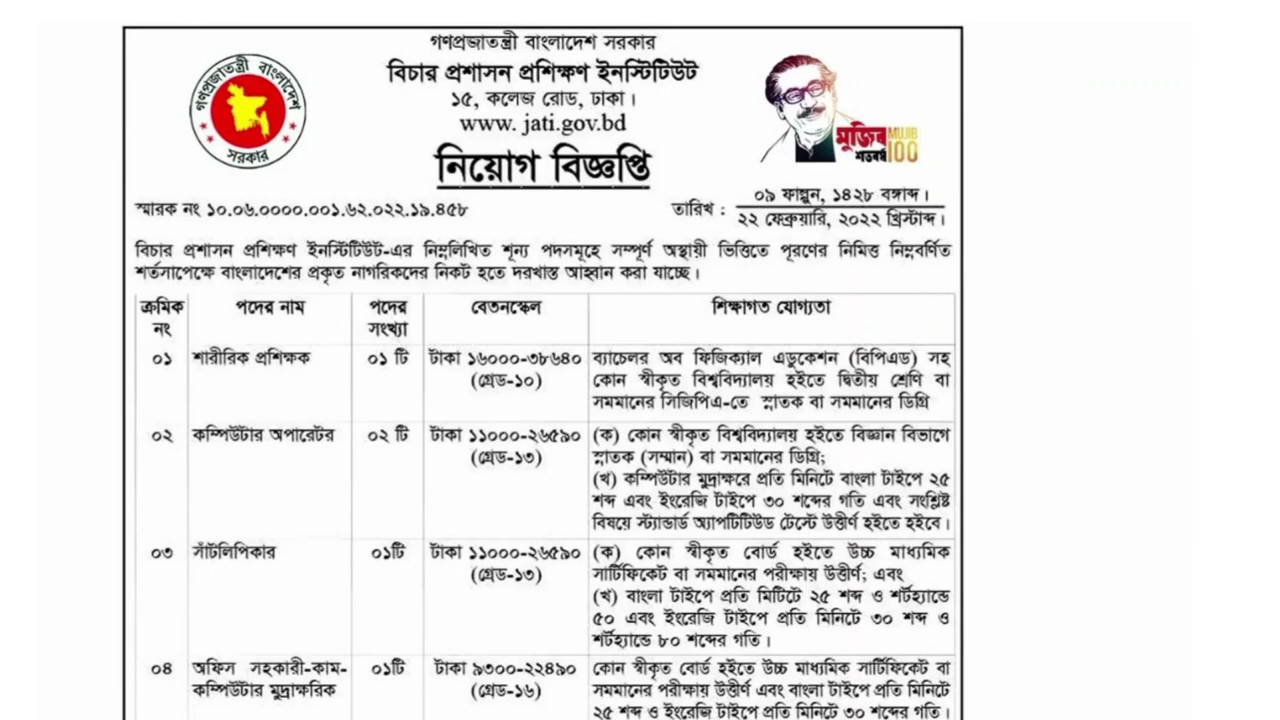 গণপ্রজাতন্ত্রী বাংলাদেশ সরকার
বিচার প্রশাসন প্রশিক্ষণ ইনস্টিটিউট
১৫, কলেজ রোড, ঢাকা।
www. jati.gov.bd
নিয়োগ বিজ্ঞপ্তি
গণপ্রজাতন্ত্রী বাংলাদেশ
সরকার
মুজিব MUJIB
শতবর্ষ 100
স্মারক নং ১০.০৬.০০০০.০০১.৬২.০২২.১৯.৪৫৮
তারিখ : ০৯ ফাল্গুন, ১৪২৮ বঙ্গাব্দ।
২২ ফেব্রুয়ারি, ২০২২ খ্রিস্টাব্দ।
বিচার প্রশাসন প্রশিক্ষণ ইনস্টিটিউট-এর নিম্নলিখিত শূন্য পদসমূহে সম্পূর্ণ অস্থায়ী ভিত্তিতে পূরণের নিমিত্ত নিম্নবর্ণিত
শর্তসাপেক্ষে বাংলাদেশের প্রকৃত নাগরিকদের নিকট হতে দরখাস্ত আহ্বান করা যাচ্ছে।
ক্রমিক নং পদের নাম পদের সংখ্যা বেতনস্কেল শিক্ষাগত যোগ্যতা
০১ শারীরিক প্রশিক্ষক ০১ টি টাকা ১৬০০০-৩৮৬৪০ ব্যাচেলর অব ফিজিক্যাল এডুকেশন (বিপিএড) সহ
(গ্রেড-১০) কোন স্বীকৃত বিশ্ববিদ্যালয় হইতে দ্বিতীয় শ্রেণি বা
সমমানের সিজিপিএ-তে স্নাতক বা সমমানের ডিগ্রি
০২ কম্পিউটার অপারেটর ০২ টি টাকা ১১০০০-২৬৫৯০ (ক) কোন স্বীকৃত বিশ্ববিদ্যালয় হইতে বিজ্ঞান বিভাগে
(গ্রেড-১৩) স্নাতক (সম্মান) বা সমমানের ডিগ্রি;
(খ) কম্পিউটার মুদ্রাক্ষরে প্রতি মিনিটে বাংলা টাইপে ২৫
শব্দ এবং ইংরেজি টাইপে ৩০ শব্দের গতি এবং সংশ্লিষ্ট
বিষয়ে স্ট্যান্ডার্ড অ্যাপটিটিউড টেস্টে উত্তীর্ণ হইতে হইবে।
০৩ সাঁটলিপিকার ০১টি টাকা ১১০০০-২৬৫৯০ (ক) কোন স্বীকৃত বোর্ড হইতে উচ্চ মাধ্যমিক
(গ্রেড-১৩) সার্টিফিকেট বা সমমানের পরীক্ষায় উত্তীর্ণ; এবং
(খ) বাংলা টাইপে প্রতি মিটিটে ২৫ শব্দ ও শর্টহ্যান্ডে
৫০ এবং ইংরেজি টাইপে প্রতি মিনিটে ৩০ শব্দ ও
শর্টহ্যান্ডে ৮০ শব্দের গতি।
০৪ অফিস সহকারী-কাম- ০১টি টাকা ৯৩০০-২২৪৯০ কোন স্বীকৃত বোর্ড হইতে উচ্চ মাধ্যমিক সার্টিফিকেট বা
কম্পিউটার মুদ্রাক্ষরিক (গ্রেড-১৬) সমমানের পরীক্ষায় উত্তীর্ণ এবং বাংলা টাইপে প্রতি মিনিটে
২৫ শব্দ ও ইংরেজি টাইপে প্রতি মিনিটে ৩০ শব্দের গতি।